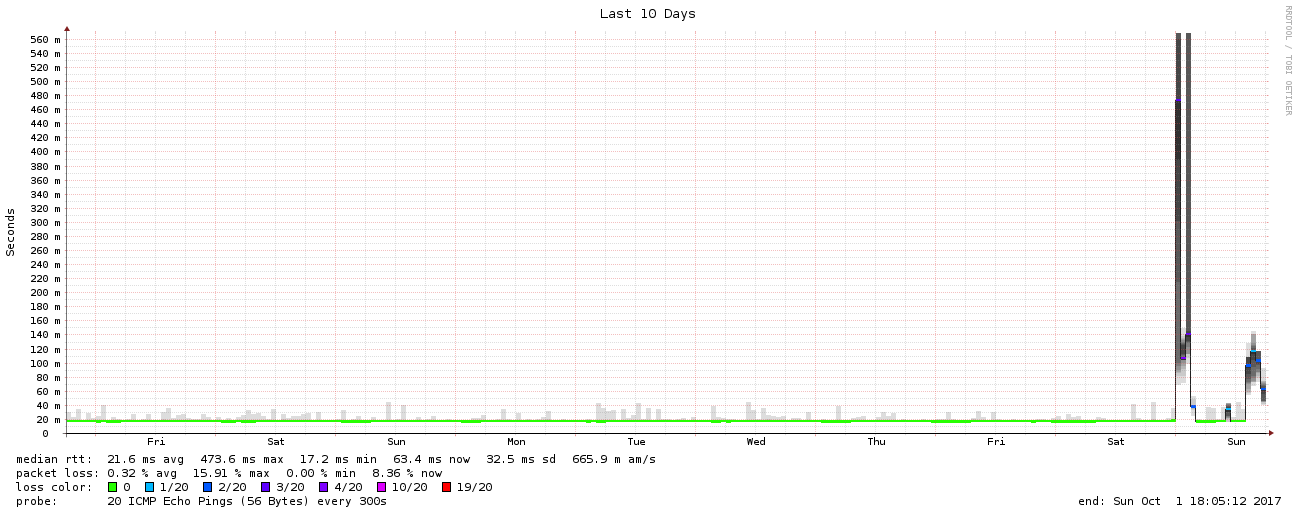 Last 10 Days
RRDTOOL / TOBI OETIKER
Seconds
560 m
540 m
520 m
500 m
480 m
460 m
440 m
420 m
400 m
380 m
360 m
340 m
320 m
300 m
280 m
260 m
240 m
220 m
200 m
180 m
160 m
140 m
120 m
100 m
80 m
60 m
40 m
20 m
0
Fri Sat Sun Mon Tue Wed Thu Fri Sat Sun
median rtt: 21.6 ms avg 473.6 ms max 17.2 ms min 63.4 ms now 32.5 ms sd 665.9 m am/s
packet loss: 0.32 % avg 15.91 % max 0.00 % min 8.36 % now
loss color: 0 1/20 2/20 3/20 4/20 10/20 19/20
probe: 20 ICMP Echo Pings (56 Bytes) every 300s end: Sun Oct 1 18:05:12 2017